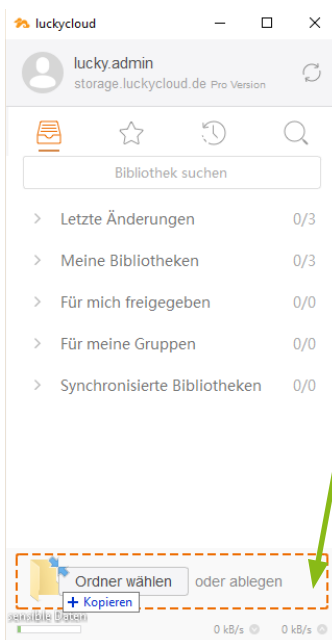 luckycloud
lucky.admin
storage.luckycloud.de Pro Version
Bibliothek suchen
Letzte Änderungen 0/3
Meine Bibliotheken 0/3
Für mich freigegeben 0/0
Für meine Gruppen 0/0
Synchronisierte Bibliotheken 0/0
Ordner wählen oder ablegen
+ Kopieren
sensible Daten
0 kB/s 0 kB/s